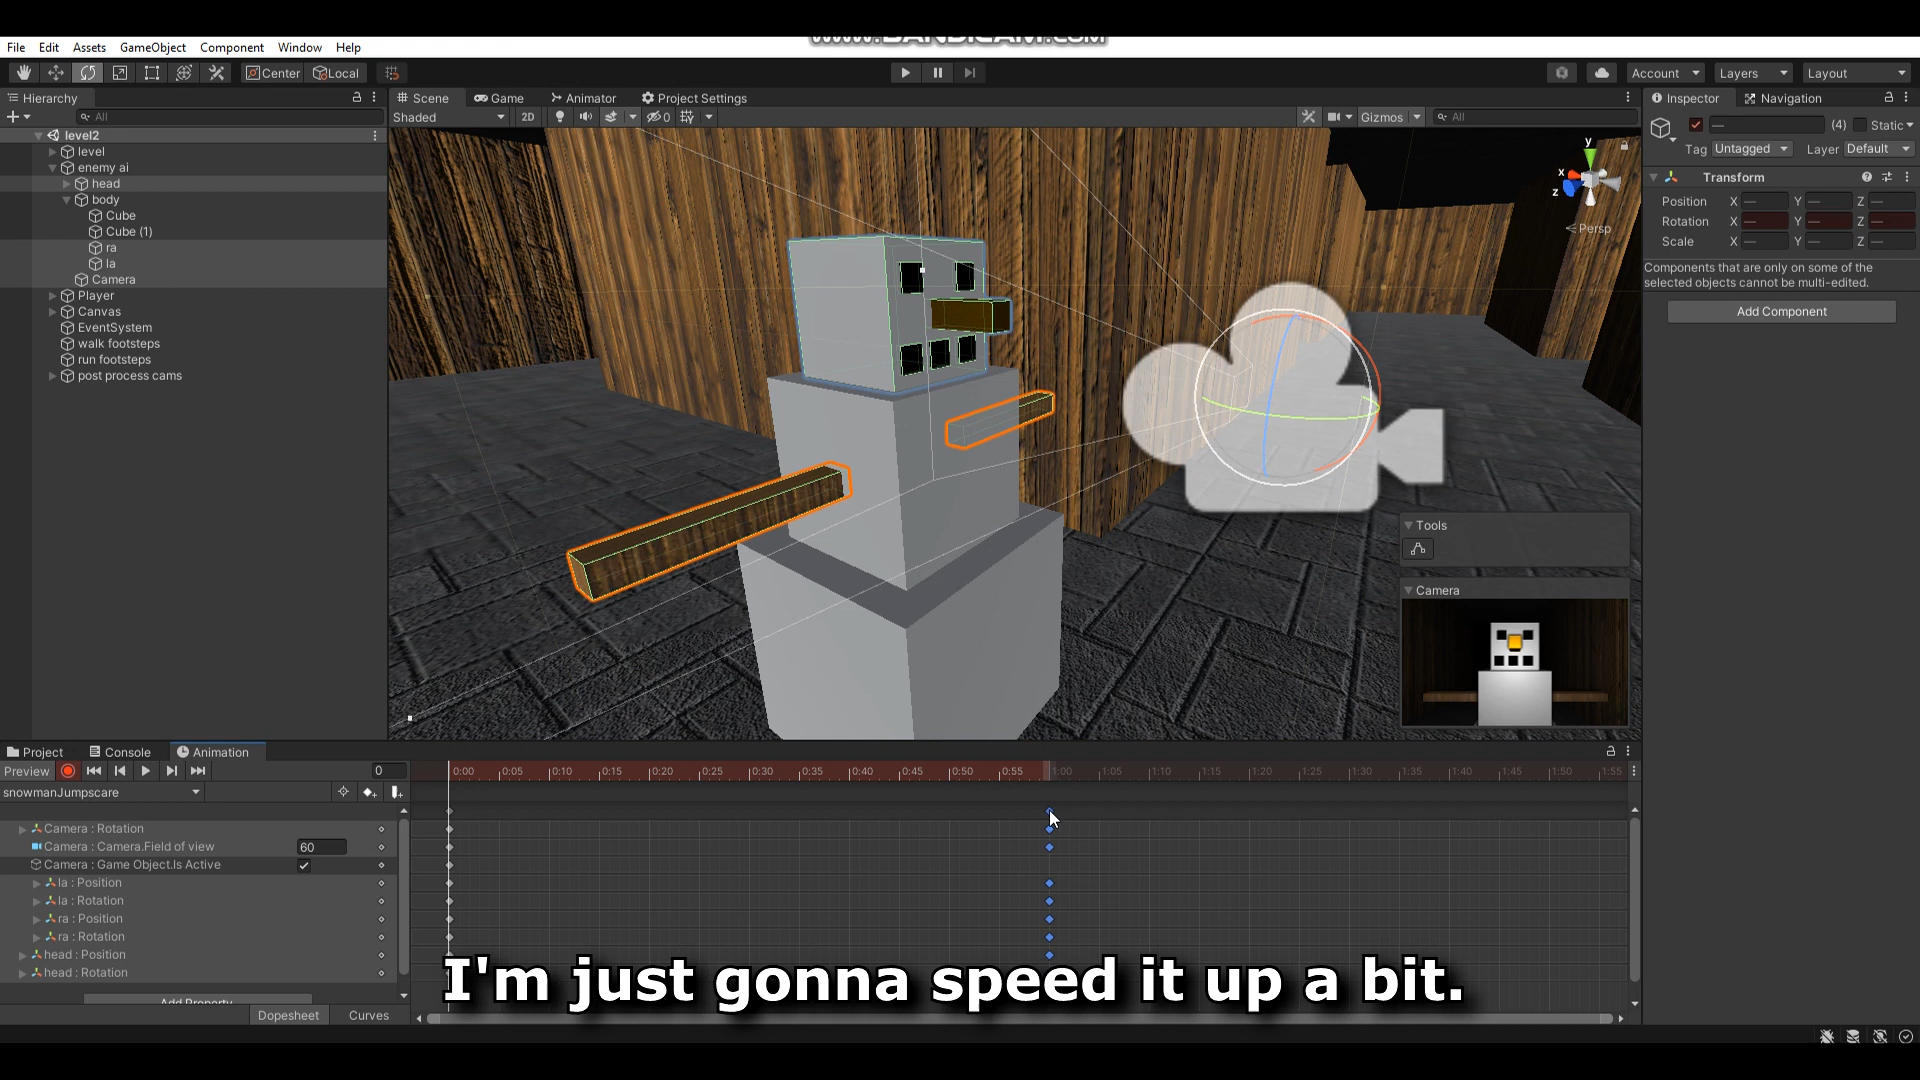 www.BANDICAM.com
File Edit Assets GameObject Component Window Help
Center Local Account Layers Layout
Hierarchy Scene Game Animator Project Settings Inspector Navigation
All Shaded 2D 0 Gizmos All
level2
level
enemy ai
head
body
Cube
Cube (1)
ra
la
Camera
Player
Canvas
EventSystem
walk footsteps
run footsteps
post process cams
y
x
z
Persp
Tools
Camera
— (4) Static
Tag Untagged Layer Default
Transform
Position X — Y — Z —
Rotation X — Y — Z —
Scale X — Y — Z —
Components that are only on some of the
selected objects cannot be multi-edited.
Add Component
Project Console Animation
Preview 0 0:00 0:05 0:10 0:15 0:20 0:25 0:30 0:35 0:40 0:45 0:50 0:55 1:00 1:05 1:10 1:15 1:20 1:25 1:30 1:35 1:40 1:45 1:50 1:55
snowmanJumpscare
Camera : Rotation
Camera : Camera.Field of view 60
Camera : Game Object.Is Active
la : Position
la : Rotation
ra : Position
ra : Rotation
head : Position
head : Rotation
Add Property
Dopesheet Curves
I'm just gonna speed it up a bit.